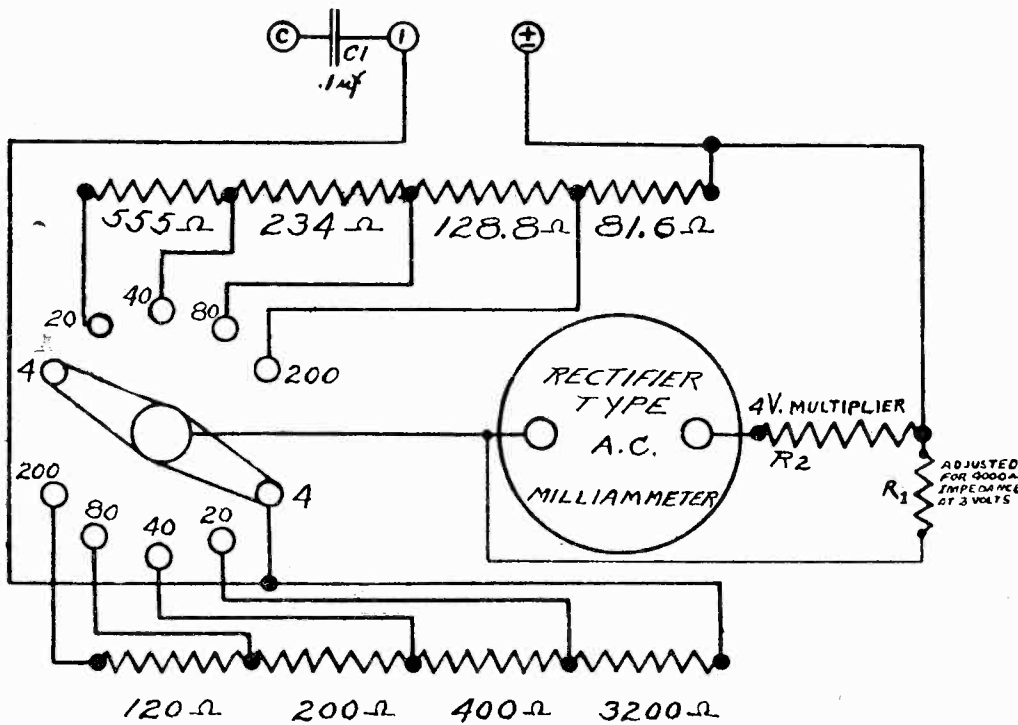 C
C1
.1 µf
1
±
555Ω
234Ω
128.8Ω
81.6Ω
20
40
80
200
4
RECTIFIER
TYPE
A.C.
MILLIAMMETER
4V. MULTIPLIER
R2
R1
ADJUSTED
FOR 4000Ω
IMPEDANCE
AT 3 VOLTS
200
80
40
20
4
120Ω
200Ω
400Ω
3200Ω